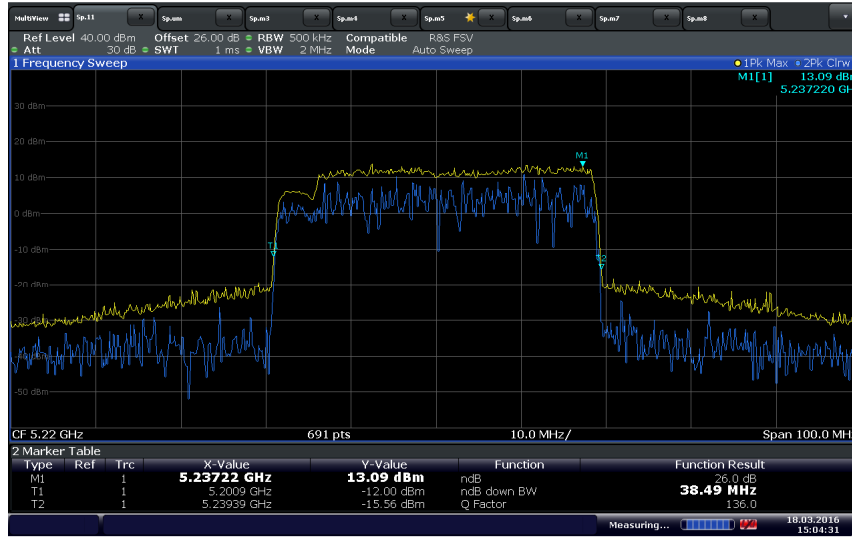 MultiView Sp.11 X Sp.um X Sp.m3 X Sp.m4 X Sp.m5 X Sp.m6 X Sp.m7 X Sp.m8 X
Ref Level 40.00 dBm Offset 26.00 dB RBW 500 kHz Compatible R&S FSV
Att 30 dB SWT 1 ms VBW 2 MHz Mode Auto Sweep
1 Frequency Sweep 1Pk Max 2Pk Clrw
M1[1] 13.09 dBm
5.237220 GH
30 dBm
M1
20 dBm
10 dBm
0 dBm
T1
-10 dBm
T2
-20 dBm
-30 dBm
-40 dBm
-50 dBm
CF 5.22 GHz 691 pts 10.0 MHz/ Span 100.0 MH
2 Marker Table
Type Ref Trc X-Value Y-Value Function Function Result
M1 1 5.23722 GHz 13.09 dBm ndB 26.0 dB
T1 1 5.2009 GHz -12.00 dBm ndB down BW 38.49 MHz
T2 1 5.23939 GHz -15.56 dBm Q Factor 136.0
Measuring... 18.03.2016
15:04:31